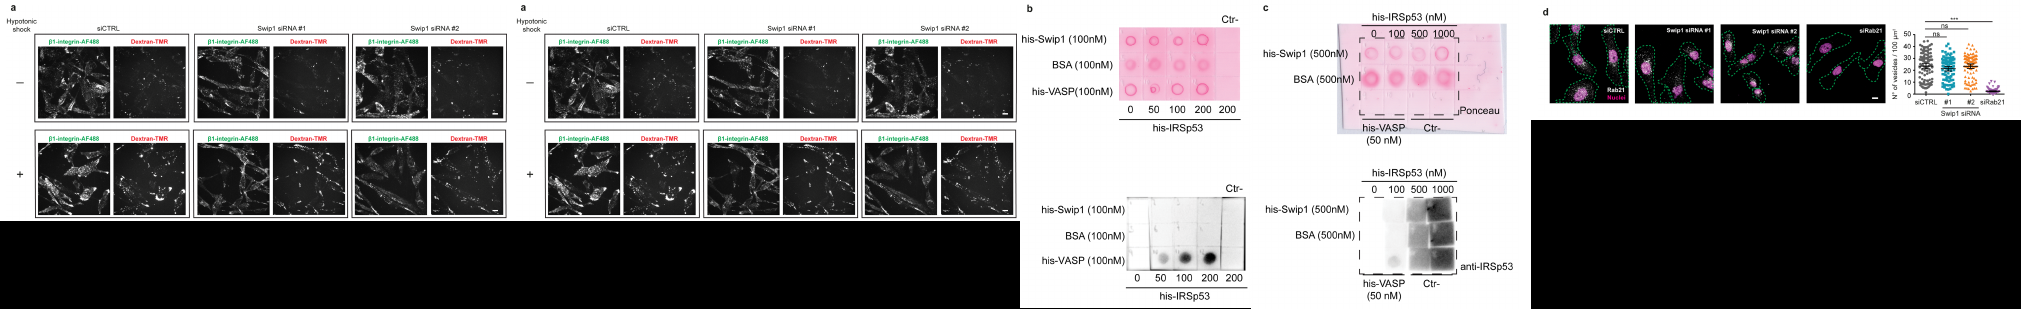 a
Hypotonic
shock
siCTRL
Swip1 siRNA #1
Swip1 siRNA #2
β1-integrin-AF488
Dextran-TMR
β1-integrin-AF488
Dextran-TMR
β1-integrin-AF488
Dextran-TMR
–
β1-integrin-AF488
Dextran-TMR
β1-integrin-AF488
Dextran-TMR
β1-integrin-AF488
Dextran-TMR
+
a
Hypotonic
shock
siCTRL
Swip1 siRNA #1
Swip1 siRNA #2
β1-integrin-AF488
Dextran-TMR
β1-integrin-AF488
Dextran-TMR
β1-integrin-AF488
Dextran-TMR
–
β1-integrin-AF488
Dextran-TMR
β1-integrin-AF488
Dextran-TMR
β1-integrin-AF488
Dextran-TMR
+
b
Ctr-
his-Swip1 (100nM)
BSA (100nM)
his-VASP(100nM)
0 50 100 200 200
his-IRSp53
Ctr-
his-Swip1 (100nM)
BSA (100nM)
his-VASP (100nM)
0 50 100 200 200
his-IRSp53
c
his-IRSp53 (nM)
0 100 500 1000
his-Swip1 (500nM)
BSA (500nM)
Ponceau
his-VASP
(50 nM)
Ctr-
his-IRSp53 (nM)
0 100 500 1000
his-Swip1 (500nM)
BSA (500nM)
anti-IRSp53
his-VASP
(50 nM)
Ctr-
d
siCTRL
Rab21
Nuclei
Swip1 siRNA #1
Swip1 siRNA #2
siRab21
***
ns
ns
N° of vesicles / 100 µm²
50
40
30
20
10
0
siCTRL #1 #2 siRab21
Swip1 siRNA